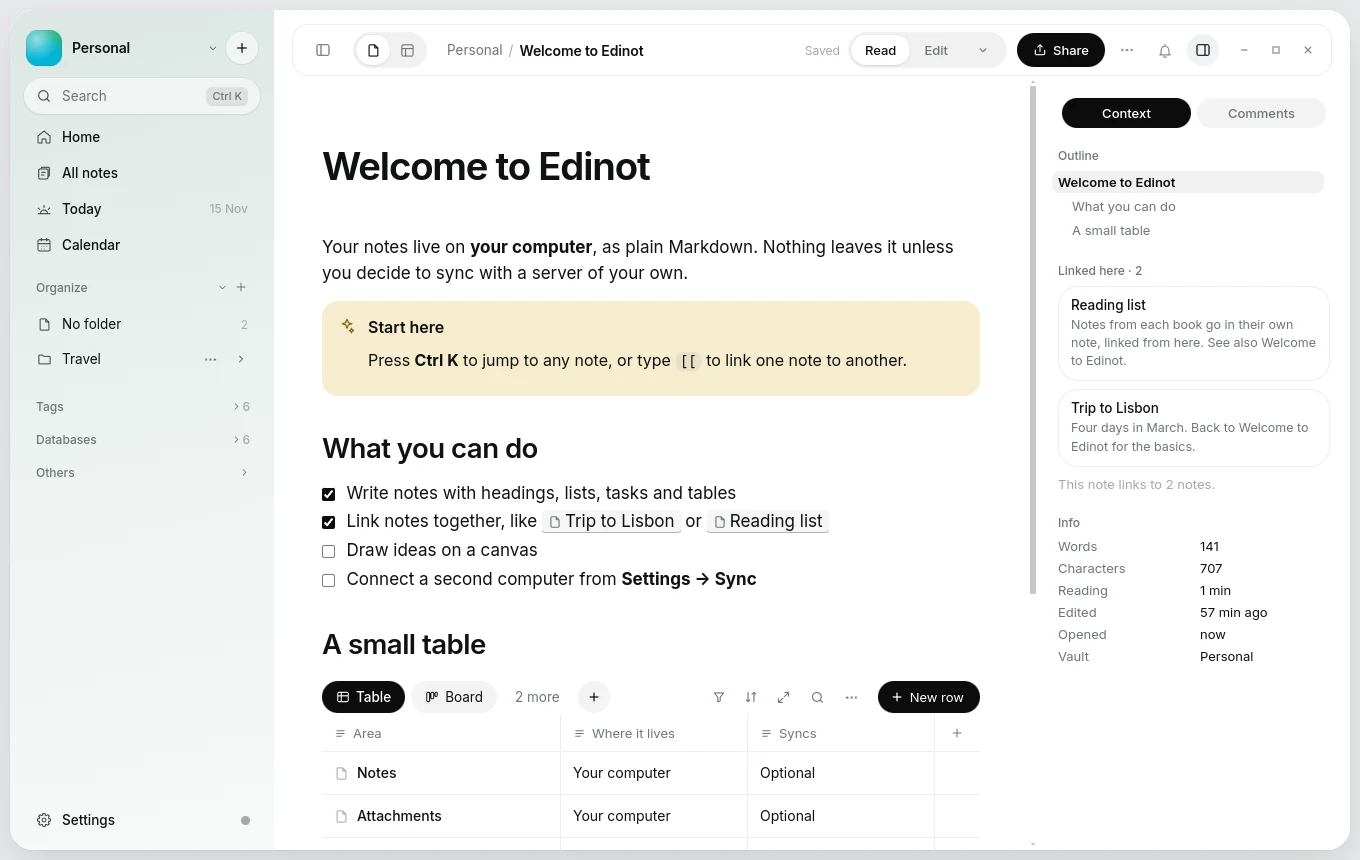 Personal
Search
Ctrl K
Home
All notes
Today
15 Nov
Calendar
Organize
No folder
2
Travel
Tags
6
Databases
6
Others
Settings
Personal / Welcome to Edinot
Saved
Read
Edit
Share
Welcome to Edinot
Your notes live on your computer, as plain Markdown. Nothing leaves it unless
you decide to sync with a server of your own.
Start here
Press Ctrl K to jump to any note, or type [[ to link one note to another.
What you can do
Write notes with headings, lists, tasks and tables
Link notes together, like Trip to Lisbon or Reading list
Draw ideas on a canvas
Connect a second computer from Settings → Sync
A small table
Table
Board
2 more
New row
Area
Where it lives
Syncs
Notes
Your computer
Optional
Attachments
Your computer
Optional
Context
Comments
Outline
Welcome to Edinot
What you can do
A small table
Linked here · 2
Reading list
Notes from each book go in their own
note, linked from here. See also Welcome
to Edinot.
Trip to Lisbon
Four days in March. Back to Welcome to
Edinot for the basics.
This note links to 2 notes.
Info
Words 141
Characters 707
Reading 1 min
Edited 57 min ago
Opened now
Vault Personal